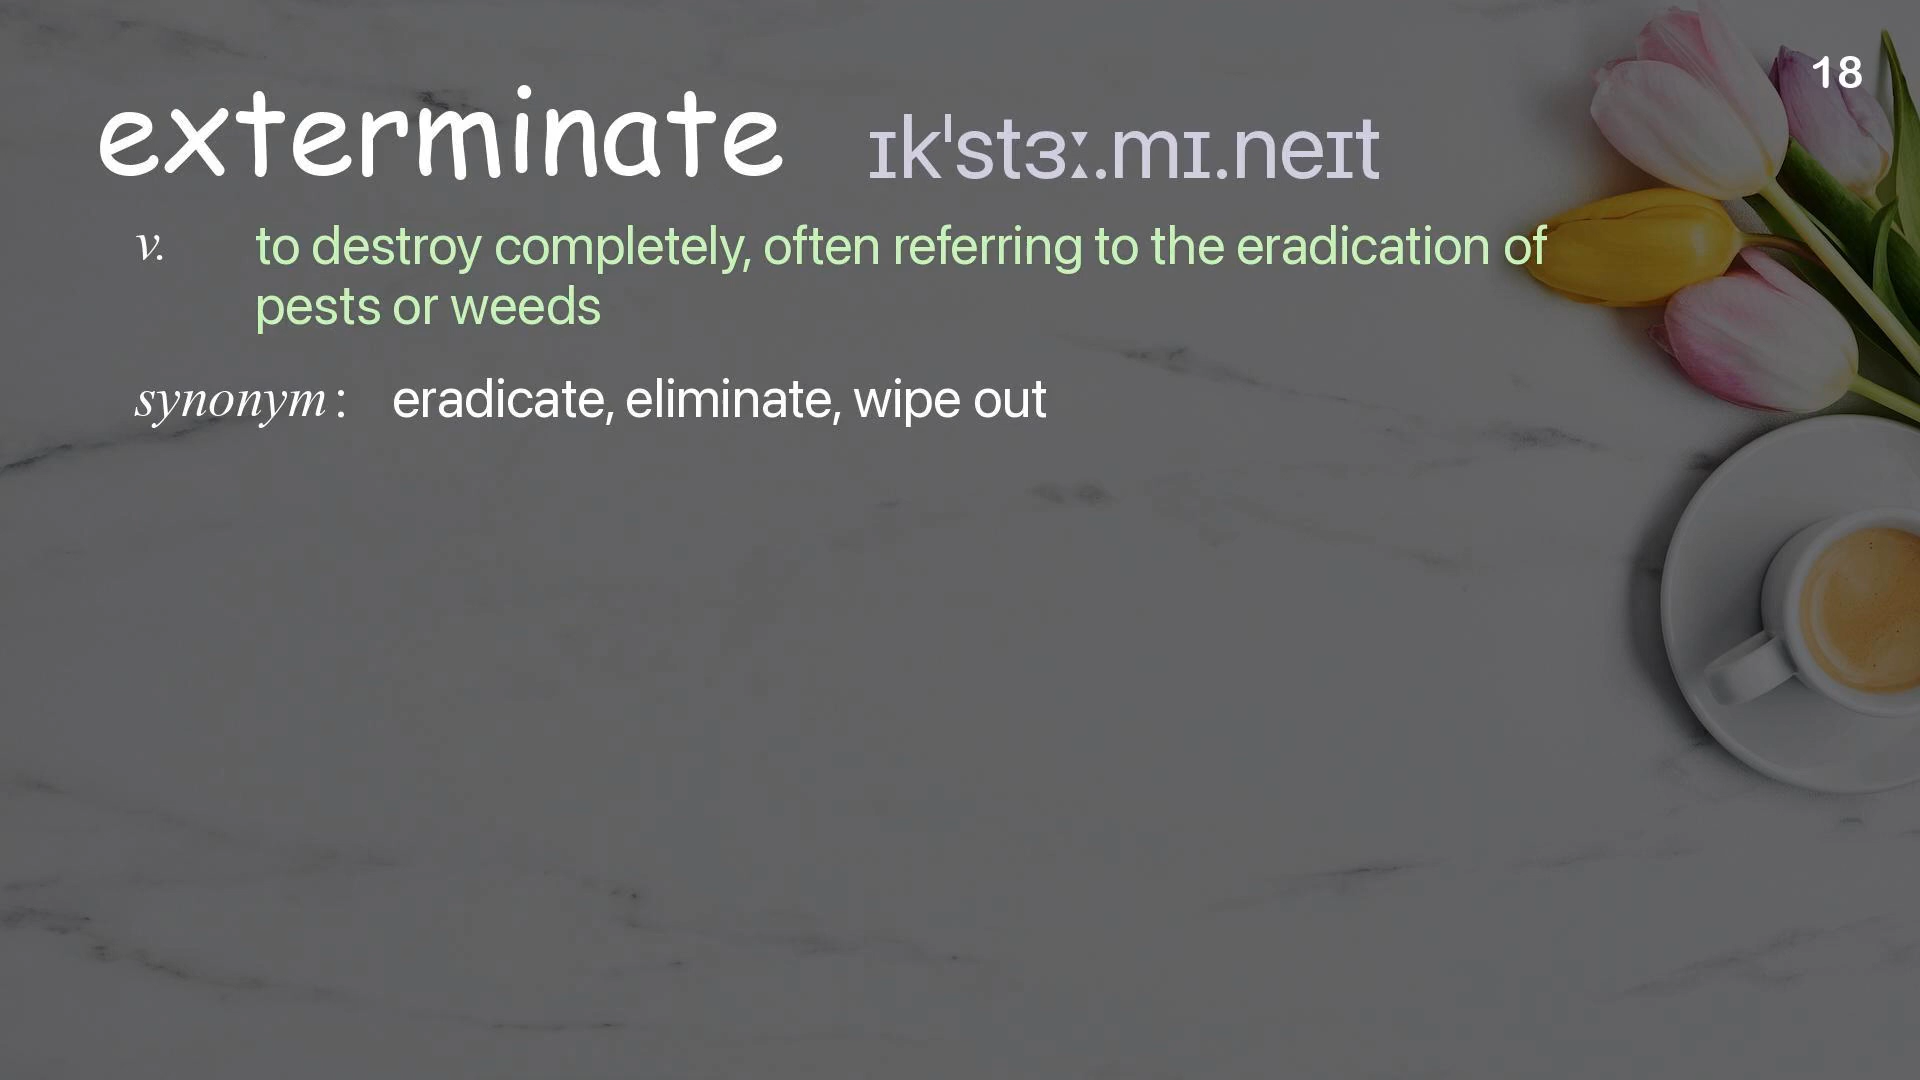 18
exterminate ɪkˈstɜː.mɪ.neɪt
v. to destroy completely, often referring to the eradication of
pests or weeds
synonym : eradicate, eliminate, wipe out